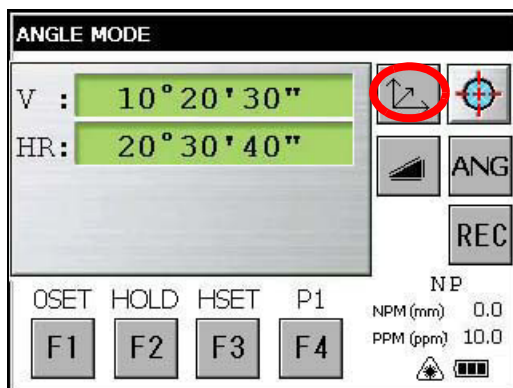 ANGLE MODE
V : 10°20'30"
HR: 20°30'40"
ANG
REC
0SET HOLD HSET P1
F1 F2 F3 F4
NP
NPM (mm) 0.0
PPM (ppm) 10.0